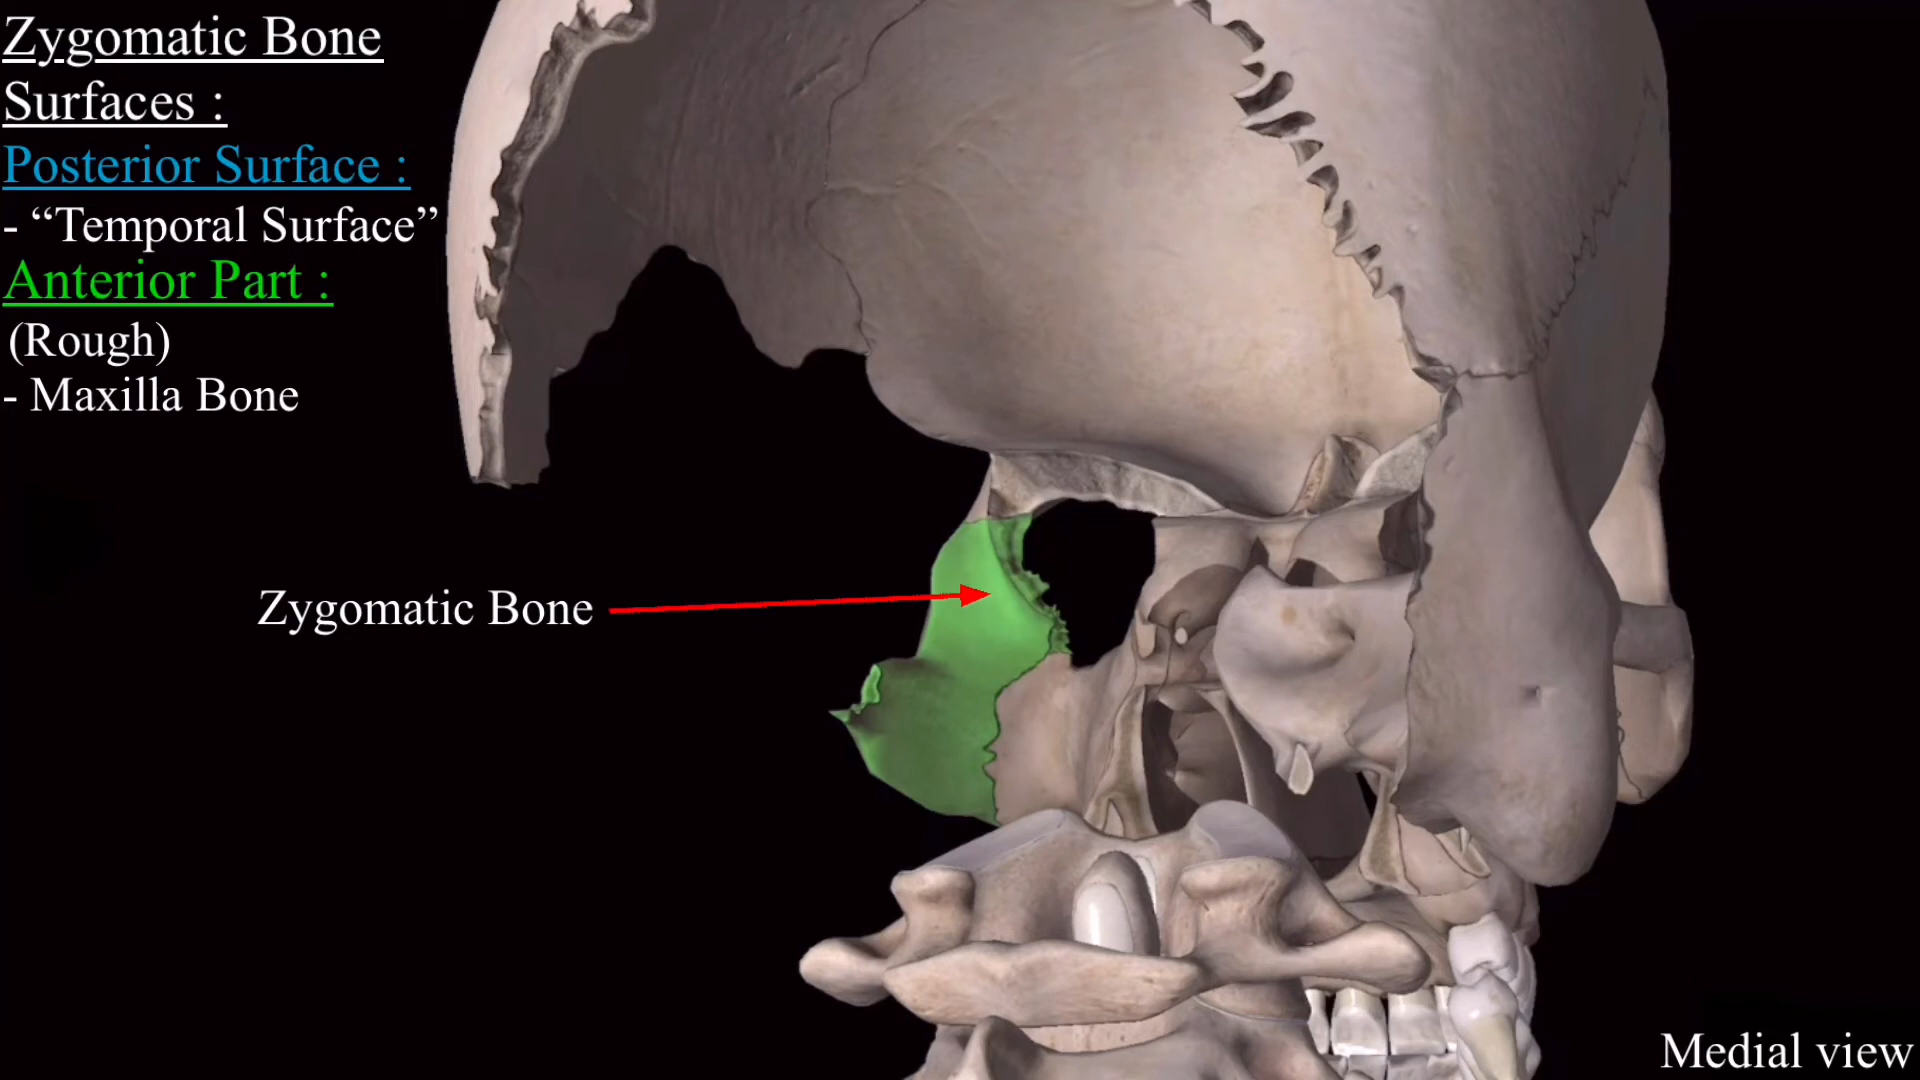 Zygomatic Bone
Surfaces :
Posterior Surface :
- “Temporal Surface”
Anterior Part :
(Rough)
- Maxilla Bone
Zygomatic Bone
Medial view